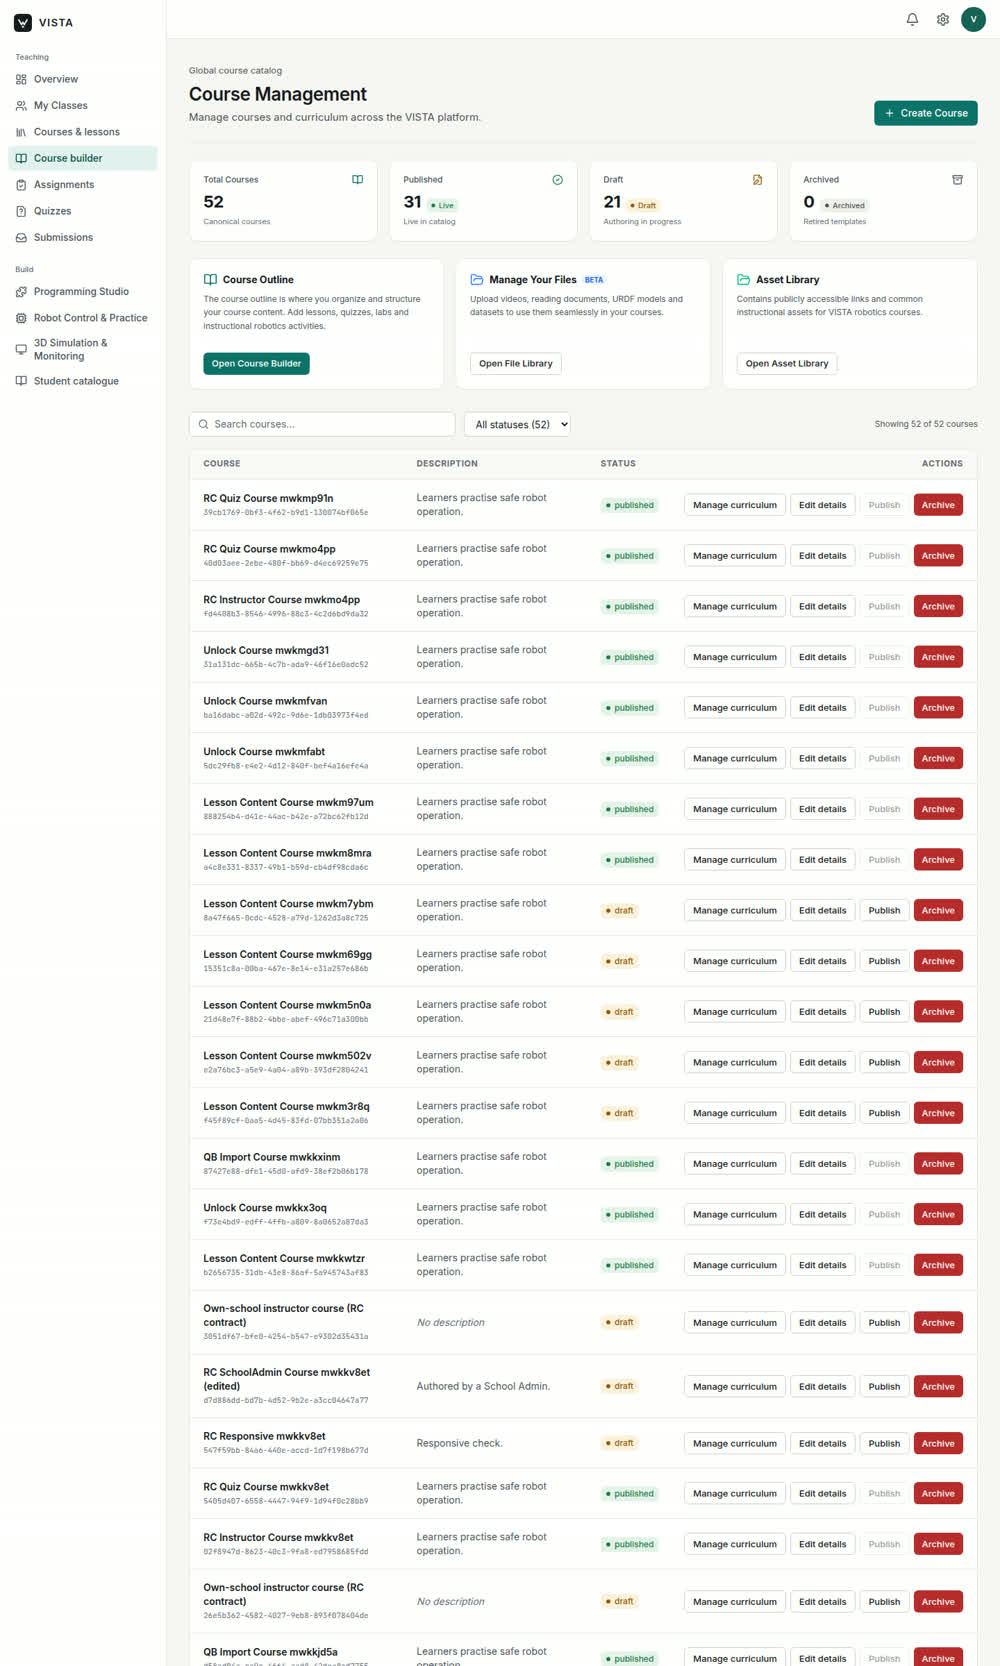 VISTA
V
Teaching
Overview
My Classes
Courses & lessons
Course builder
Assignments
Quizzes
Submissions
Build
Programming Studio
Robot Control & Practice
3D Simulation &
Monitoring
Student catalogue
Global course catalog
Course Management
Manage courses and curriculum across the VISTA platform.
+ Create Course
Total Courses
52
Canonical courses
Published
31 Live
Live in catalog
Draft
21 Draft
Authoring in progress
Archived
0 Archived
Retired templates
Course Outline
The course outline is where you organize and structure
your course content. Add lessons, quizzes, labs and
instructional robotics activities.
Open Course Builder
Manage Your Files BETA
Upload videos, reading documents, URDF models and
datasets to use them seamlessly in your courses.
Open File Library
Asset Library
Contains publicly accessible links and common
instructional assets for VISTA robotics courses.
Open Asset Library
Search courses...
All statuses (52)
Showing 52 of 52 courses
COURSE DESCRIPTION STATUS ACTIONS
RC Quiz Course mwkmp91n
Learners practise safe robot
operation.
published Manage curriculum Edit details Publish Archive
RC Quiz Course mwkmo4pp
Learners practise safe robot
operation.
published Manage curriculum Edit details Publish Archive
RC Instructor Course mwkmo4pp
Learners practise safe robot
operation.
published Manage curriculum Edit details Publish Archive
Unlock Course mwkmgd31
Learners practise safe robot
operation.
published Manage curriculum Edit details Publish Archive
Unlock Course mwkmfvan
Learners practise safe robot
operation.
published Manage curriculum Edit details Publish Archive
Unlock Course mwkmfabt
Learners practise safe robot
operation.
published Manage curriculum Edit details Publish Archive
Lesson Content Course mwkm97um
Learners practise safe robot
operation.
published Manage curriculum Edit details Publish Archive
Lesson Content Course mwkm8mra
Learners practise safe robot
operation.
published Manage curriculum Edit details Publish Archive
Lesson Content Course mwkm7ybm
Learners practise safe robot
operation.
draft Manage curriculum Edit details Publish Archive
Lesson Content Course mwkm69gg
Learners practise safe robot
operation.
draft Manage curriculum Edit details Publish Archive
Lesson Content Course mwkm5n0a
Learners practise safe robot
operation.
draft Manage curriculum Edit details Publish Archive
Lesson Content Course mwkm502v
Learners practise safe robot
operation.
draft Manage curriculum Edit details Publish Archive
Lesson Content Course mwkm3r8q
Learners practise safe robot
operation.
draft Manage curriculum Edit details Publish Archive
QB Import Course mwkkxinm
Learners practise safe robot
operation.
published Manage curriculum Edit details Publish Archive
Unlock Course mwkkx3oq
Learners practise safe robot
operation.
published Manage curriculum Edit details Publish Archive
Lesson Content Course mwkkwtzr
Learners practise safe robot
operation.
published Manage curriculum Edit details Publish Archive
Own-school instructor course (RC
contract)
No description
draft Manage curriculum Edit details Publish Archive
RC SchoolAdmin Course mwkkv8et
(edited)
Authored by a School Admin.
draft Manage curriculum Edit details Publish Archive
RC Responsive mwkkv8et
Responsive check.
draft Manage curriculum Edit details Publish Archive
RC Quiz Course mwkkv8et
Learners practise safe robot
operation.
published Manage curriculum Edit details Publish Archive
RC Instructor Course mwkkv8et
Learners practise safe robot
operation.
published Manage curriculum Edit details Publish Archive
Own-school instructor course (RC
contract)
No description
draft Manage curriculum Edit details Publish Archive
QB Import Course mwkkjd5a
Learners practise safe robot
operation.
published Manage curriculum Edit details Publish Archive